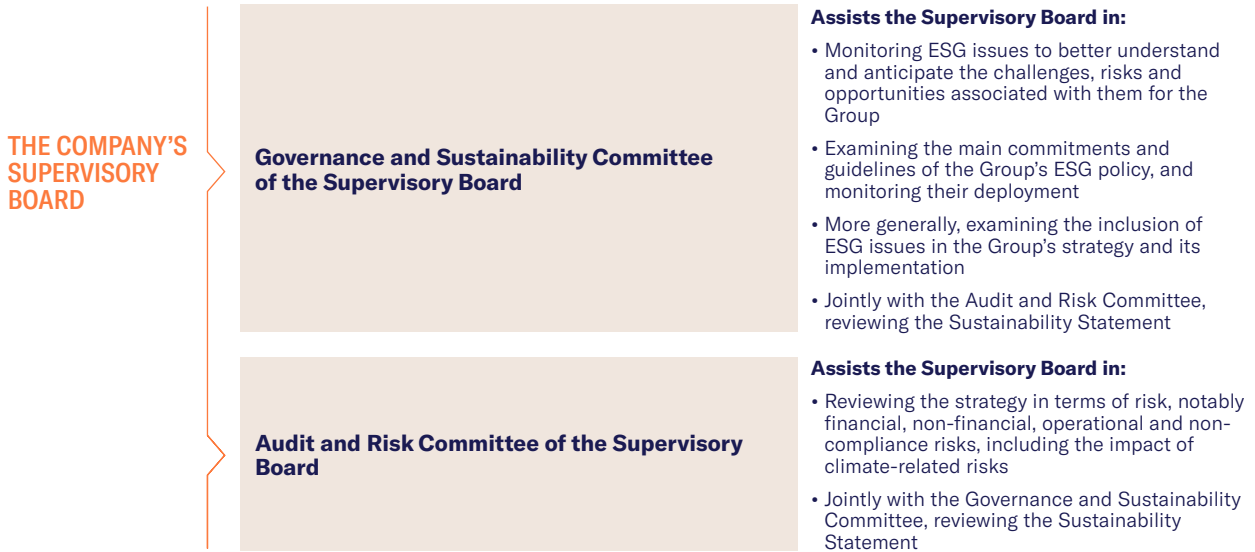 THE COMPANY'S
SUPERVISORY
BOARD
Governance and Sustainability Committee
of the Supervisory Board
Assists the Supervisory Board in:
• Monitoring ESG issues to better understand
and anticipate the challenges, risks and
opportunities associated with them for the
Group
• Examining the main commitments and
guidelines of the Group's ESG policy, and
monitoring their deployment
• More generally, examining the inclusion of
ESG issues in the Group's strategy and its
implementation
• Jointly with the Audit and Risk Committee,
reviewing the Sustainability Statement
Audit and Risk Committee of the Supervisory
Board
Assists the Supervisory Board in:
• Reviewing the strategy in terms of risk, notably
financial, non-financial, operational and non-
compliance risks, including the impact of
climate-related risks
• Jointly with the Governance and Sustainability
Committee, reviewing the Sustainability
Statement